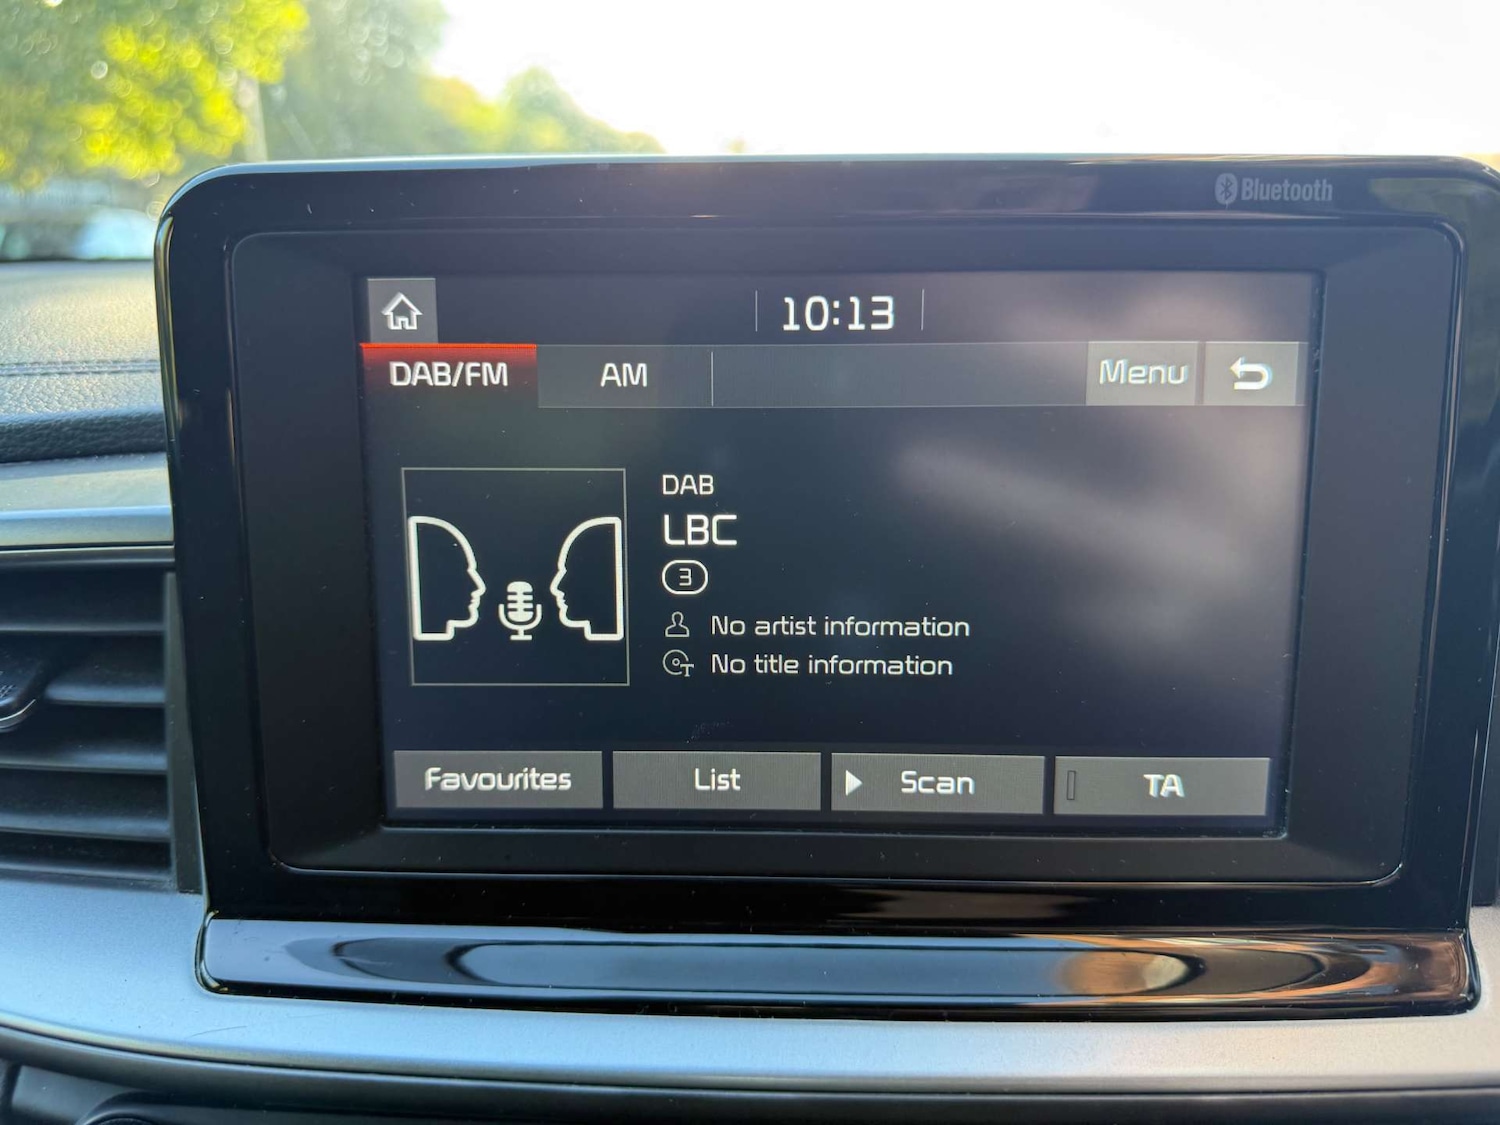 Bluetooth
10:13
DAB/FM AM Menu
DAB
LBC
3
No artist information
No title information
Favourites List Scan TA